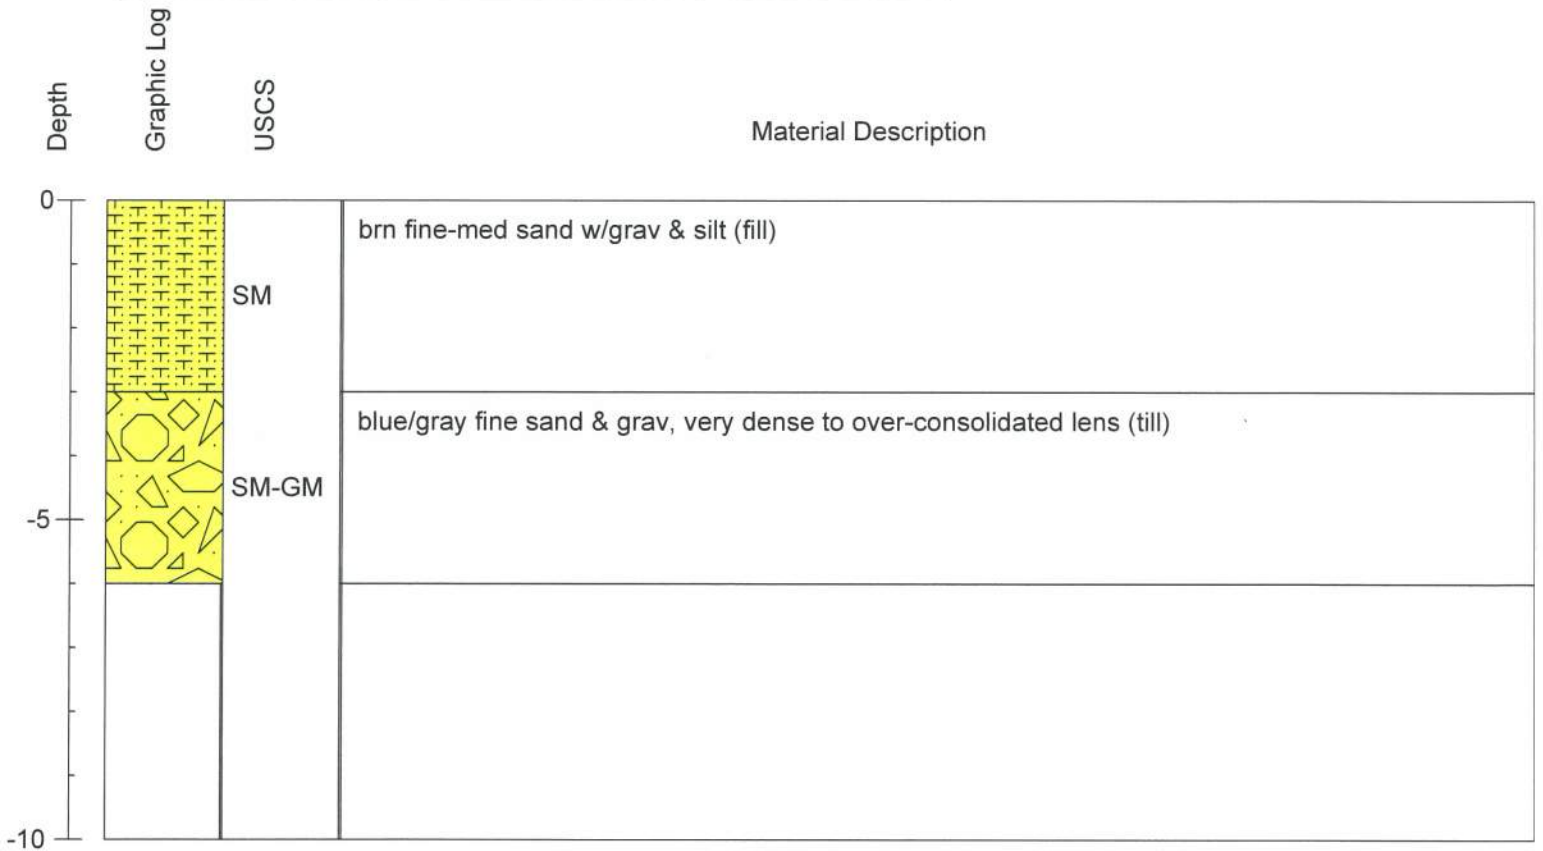 Depth
Graphic Log
USCS
Material Description
0
brn fine-med sand w/grav & silt (fill)
SM
blue/gray fine sand & grav, very dense to over-consolidated lens (till)
SM-GM
-5
-10